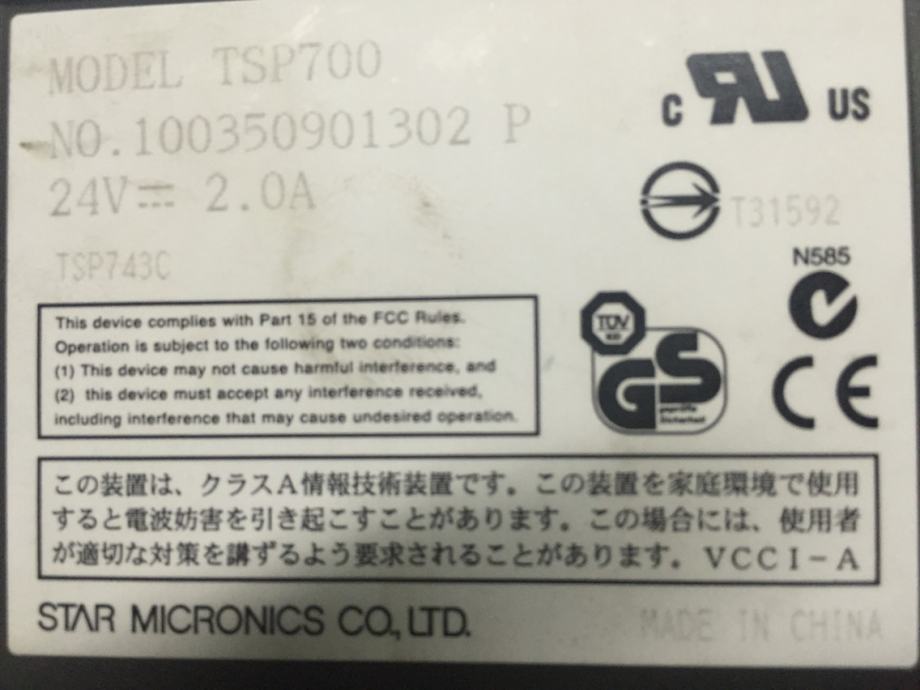 MODEL TSP700
NO.100350901302 P
24V⎓ 2.0A
TSP743C
C RU US
T31592
N585
This device complies with Part 15 of the FCC Rules.
Operation is subject to the following two conditions:
(1) This device may not cause harmful interference, and
(2) this device must accept any interference received,
including interference that may cause undesired operation.
TÜV
GS
geprüfte
Sicherheit
CE
この装置は、クラスA情報技術装置です。この装置を家庭環境で使用
すると電波妨害を引き起こすことがあります。この場合には、使用者
が適切な対策を講ずるよう要求されることがあります。VCCI-A
STAR MICRONICS CO., LTD.
MADE IN CHINA